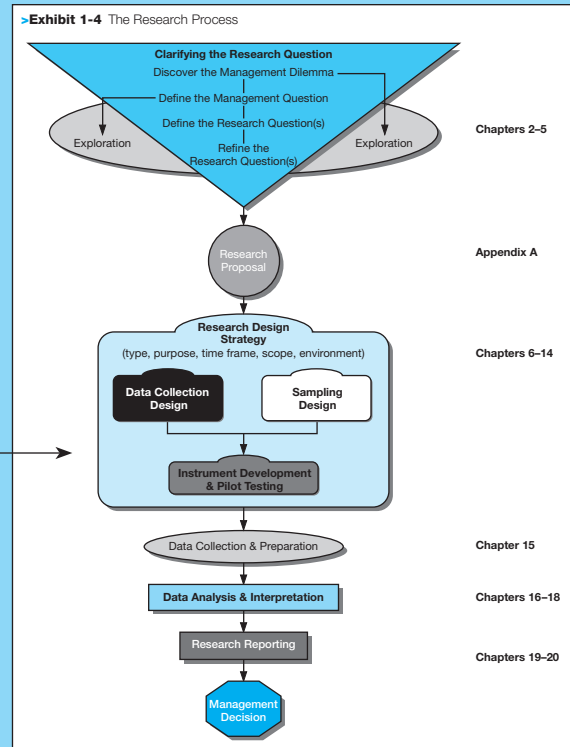 >Exhibit 1-4 The Research Process
Clarifying the Research Question
Discover the Management Dilemma
Define the Management Question
Define the Research Question(s)
Exploration
Exploration
Refine the
Research Question(s)
Chapters 2–5
Research
Proposal
Appendix A
Research Design
Strategy
(type, purpose, time frame, scope, environment)
Chapters 6–14
Data Collection
Design
Sampling
Design
Instrument Development
& Pilot Testing
Data Collection & Preparation
Chapter 15
Data Analysis & Interpretation
Chapters 16–18
Research Reporting
Chapters 19–20
Management
Decision